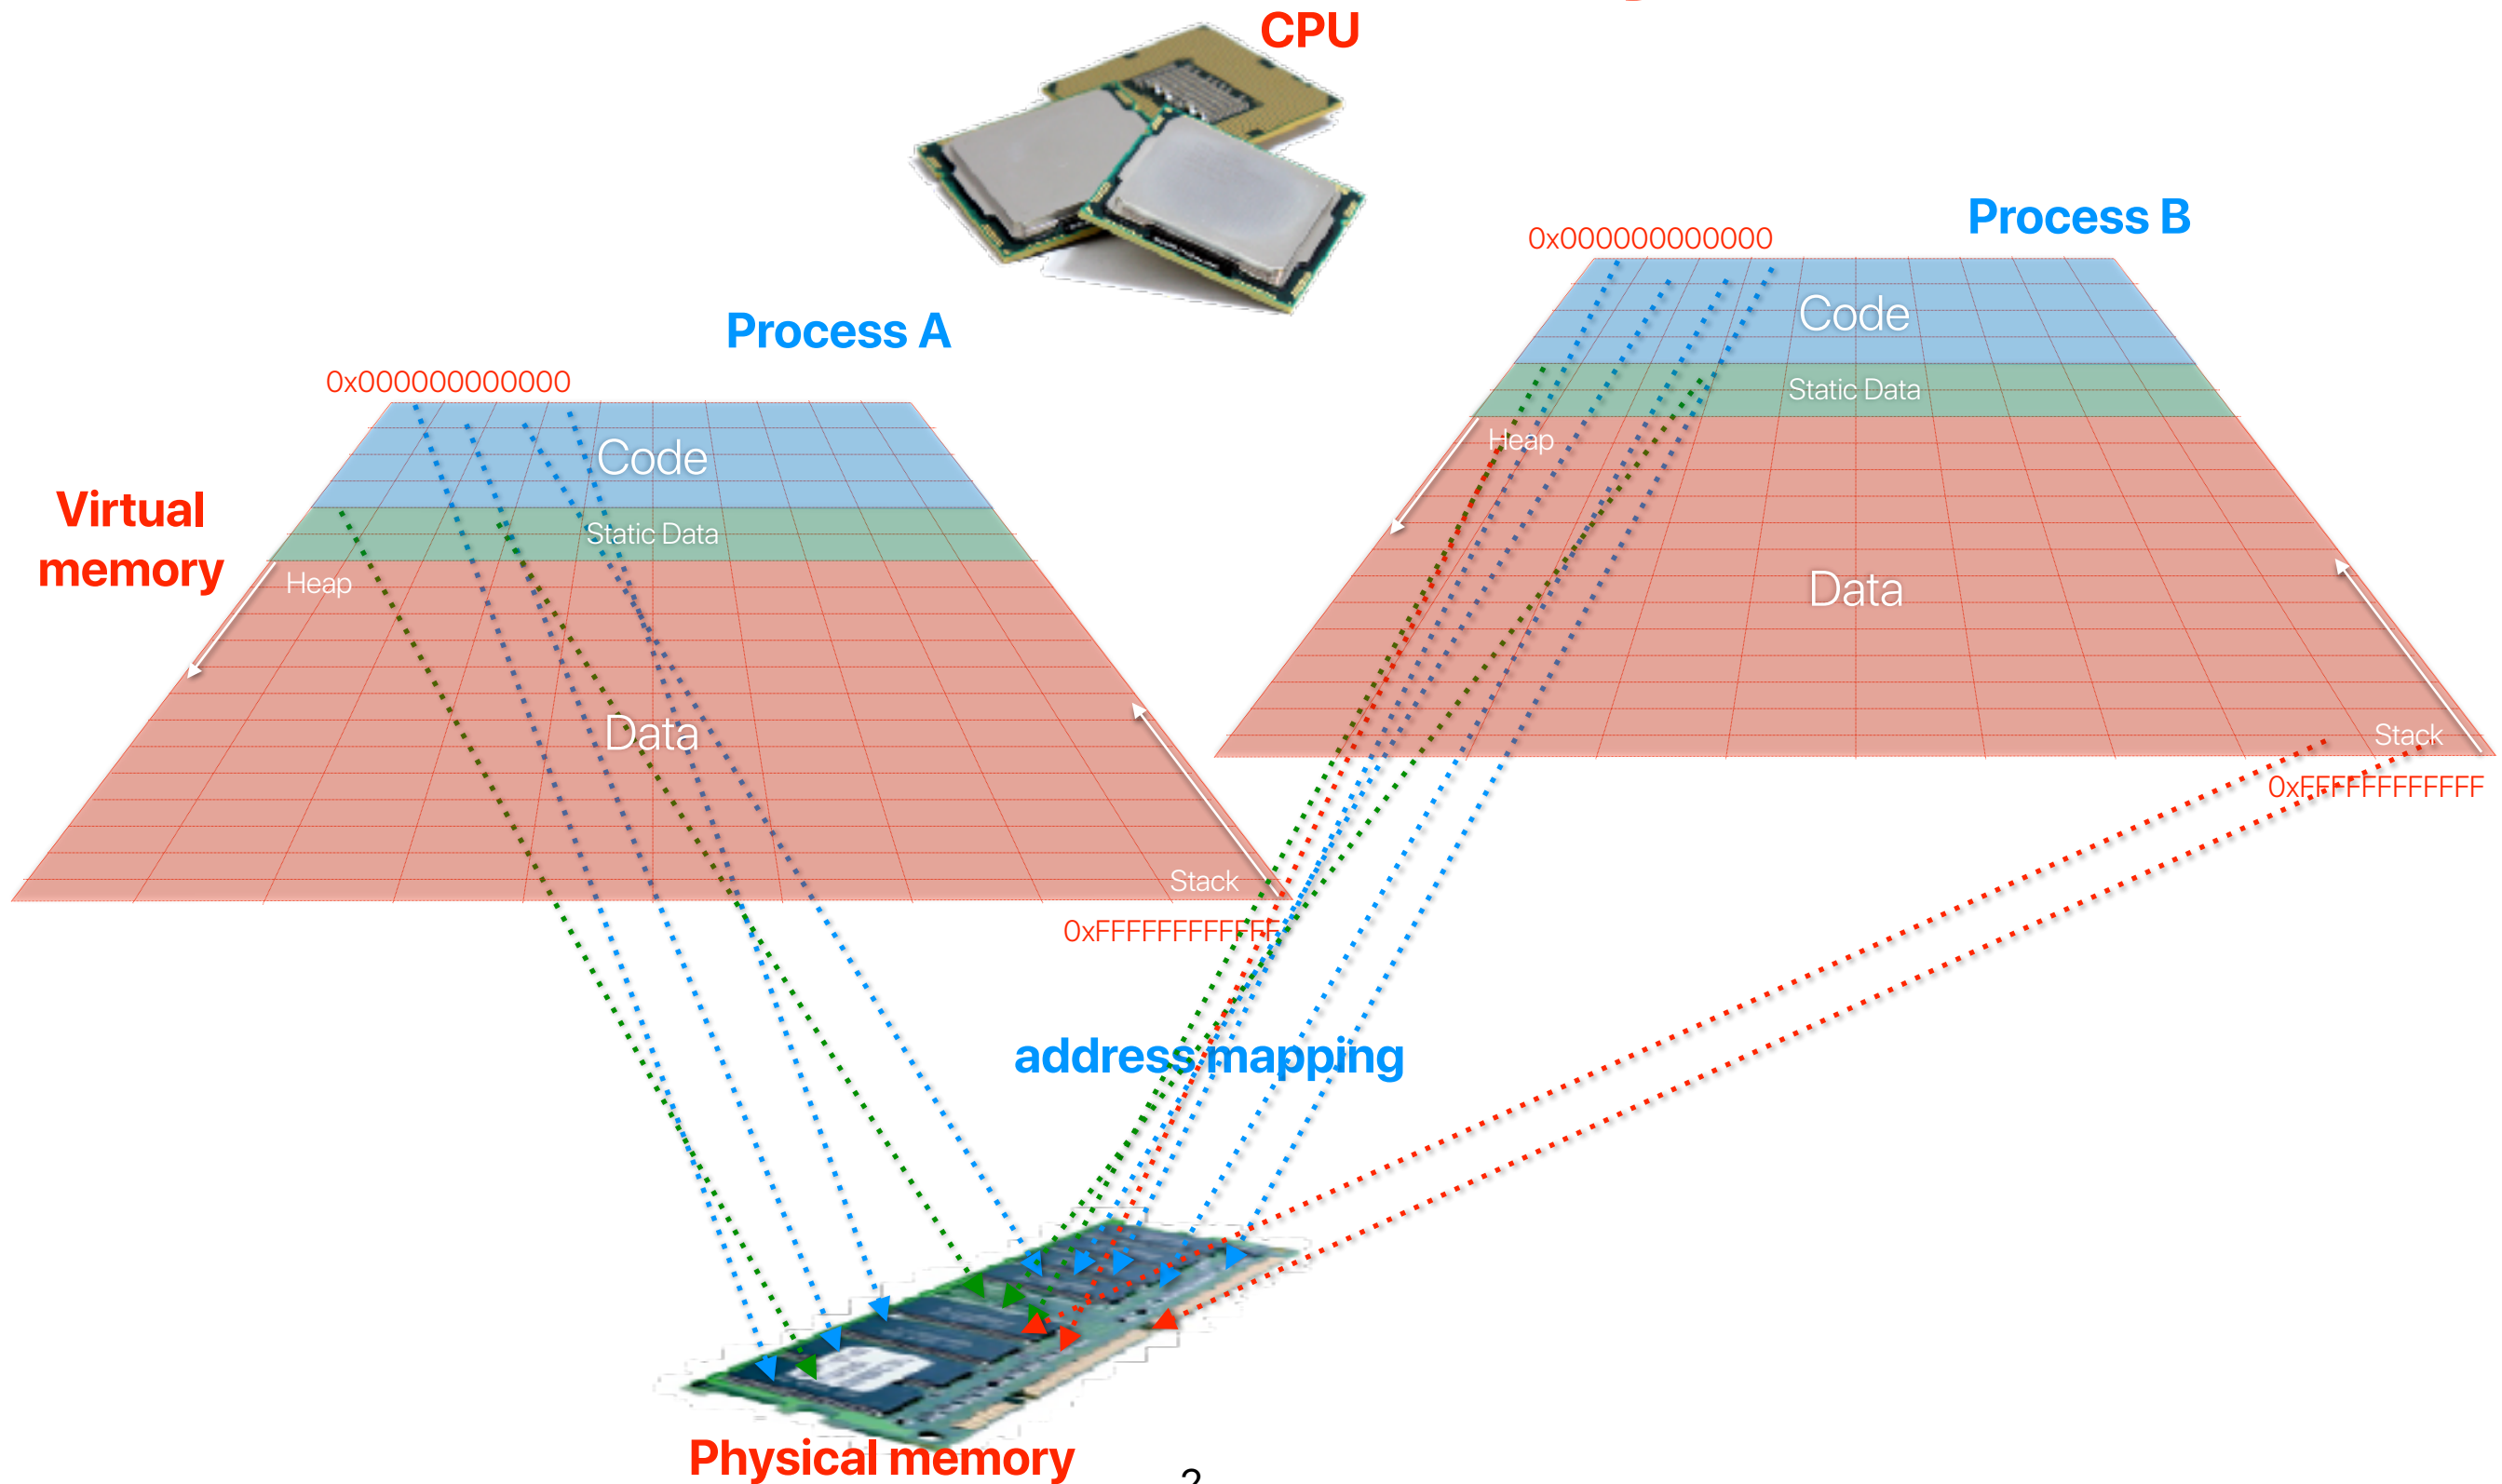 CPU
Process B
0x000000000000
Code
Process A
Static Data
0x000000000000
Heap
Code
Virtual
memory
Static Data
Heap
Data
Data
Stack
0xFFFFFFFFFFFF
Stack
0xFFFFFFFFFFFF
address mapping
Physical memory